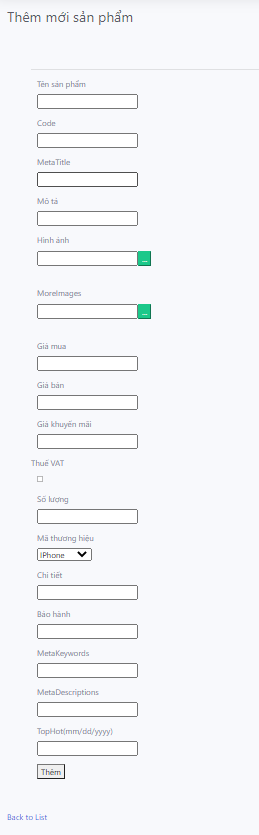 Thêm mới sản phẩm
Tên sản phẩm
Code
MetaTitle
Mô tả
Hình ảnh
...
MoreImages
...
Giá mua
Giá bán
Giá khuyến mãi
Thuế VAT
Số lượng
Mã thương hiệu
IPhone
Chi tiết
Bảo hành
MetaKeywords
MetaDescriptions
TopHot(mm/dd/yyyy)
Thêm
Back to List